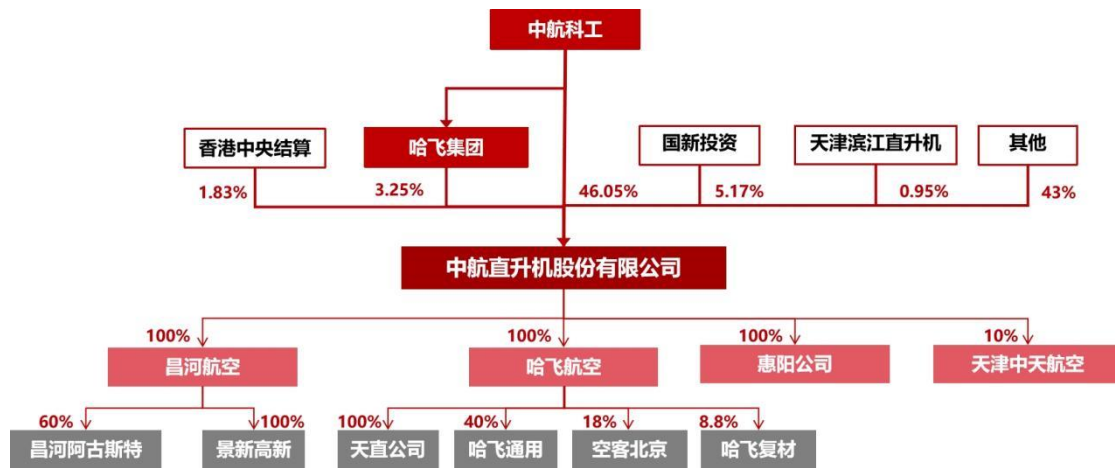 中航科工
香港中央结算
哈飞集团
国新投资
天津滨江直升机
其他
1.83%
3.25%
46.05%
5.17%
0.95%
43%
中航直升机股份有限公司
100%
100%
100%
10%
昌河航空
哈飞航空
惠阳公司
天津中天航空
60%
100%
100%
40%
18%
8.8%
昌河阿古斯特
景新高新
天直公司
哈飞通用
空客北京
哈飞复材